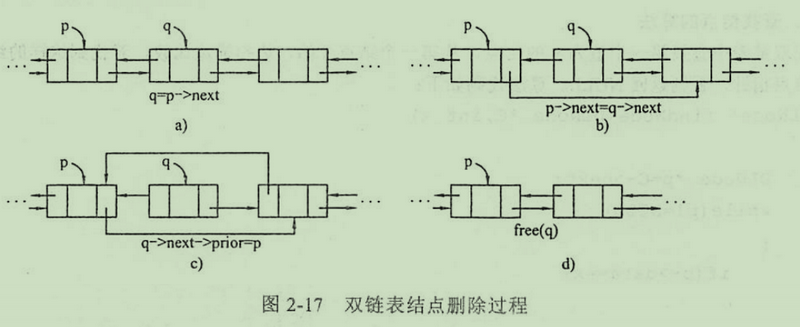 p
q
q=p->next
a)
p
q
p->next=q->next
b)
p
q
q->next->prior=p
c)
p
free(q)
d)
图 2-17 双链表结点删除过程